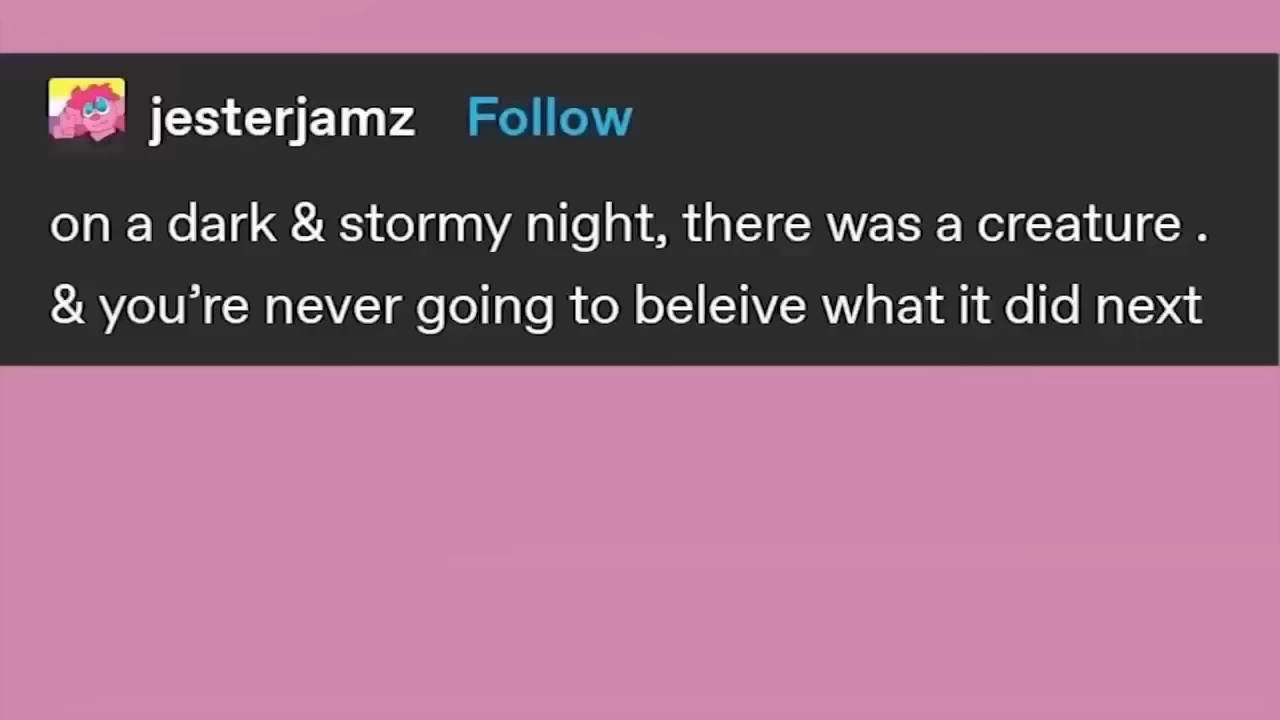 jesterjamz Follow
on a dark & stormy night, there was a creature .
& you’re never going to beleive what it did next